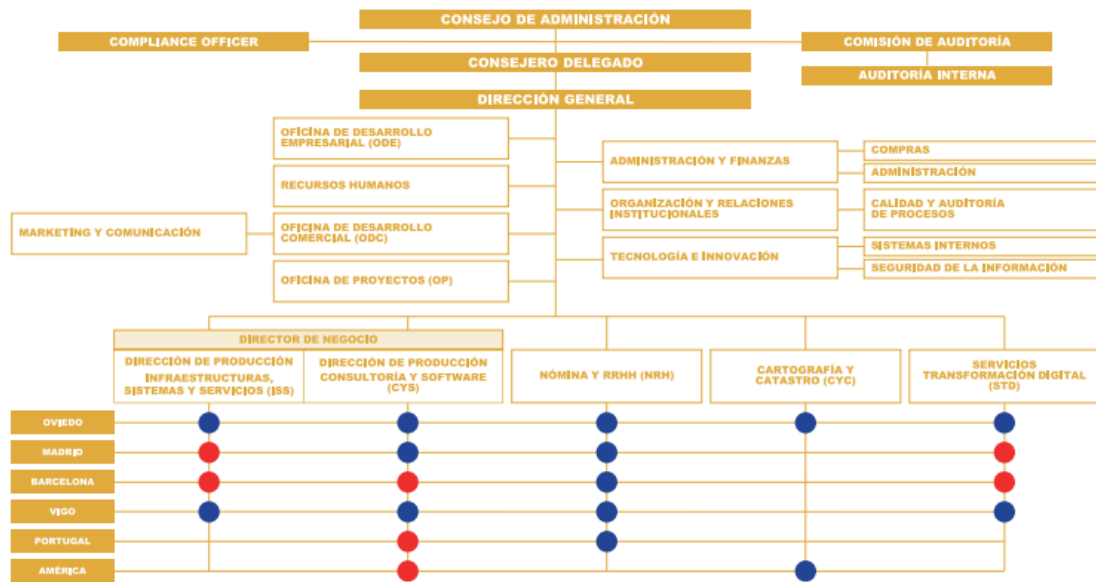 CONSEJO DE ADMINISTRACIÓN
COMPLIANCE OFFICER
COMISIÓN DE AUDITORÍA
CONSEJERO DELEGADO
AUDITORÍA INTERNA
DIRECCIÓN GENERAL
OFICINA DE DESARROLLO
EMPRESARIAL (ODE)
RECURSOS HUMANOS
MARKETING Y COMUNICACIÓN
OFICINA DE DESARROLLO
COMERCIAL (ODC)
OFICINA DE PROYECTOS (OP)
ADMINISTRACIÓN Y FINANZAS
COMPRAS
ADMINISTRACIÓN
ORGANIZACIÓN Y RELACIONES
INSTITUCIONALES
CALIDAD Y AUDITORÍA
DE PROCESOS
TECNOLOGÍA E INNOVACIÓN
SISTEMAS INTERNOS
SEGURIDAD DE LA INFORMACIÓN
DIRECTOR DE NEGOCIO
DIRECCIÓN DE PRODUCCIÓN
INFRAESTRUCTURAS,
SISTEMAS Y SERVICIOS (ISS)
DIRECCIÓN DE PRODUCCIÓN
CONSULTORÍA Y SOFTWARE
(CYS)
NÓMINA Y RRHH (NRH)
CARTOGRAFÍA Y
CATASTRO (CYC)
SERVICIOS
TRANSFORMACIÓN DIGITAL
(STD)
OVIEDO
MADRID
BARCELONA
VIGO
PORTUGAL
AMÉRICA